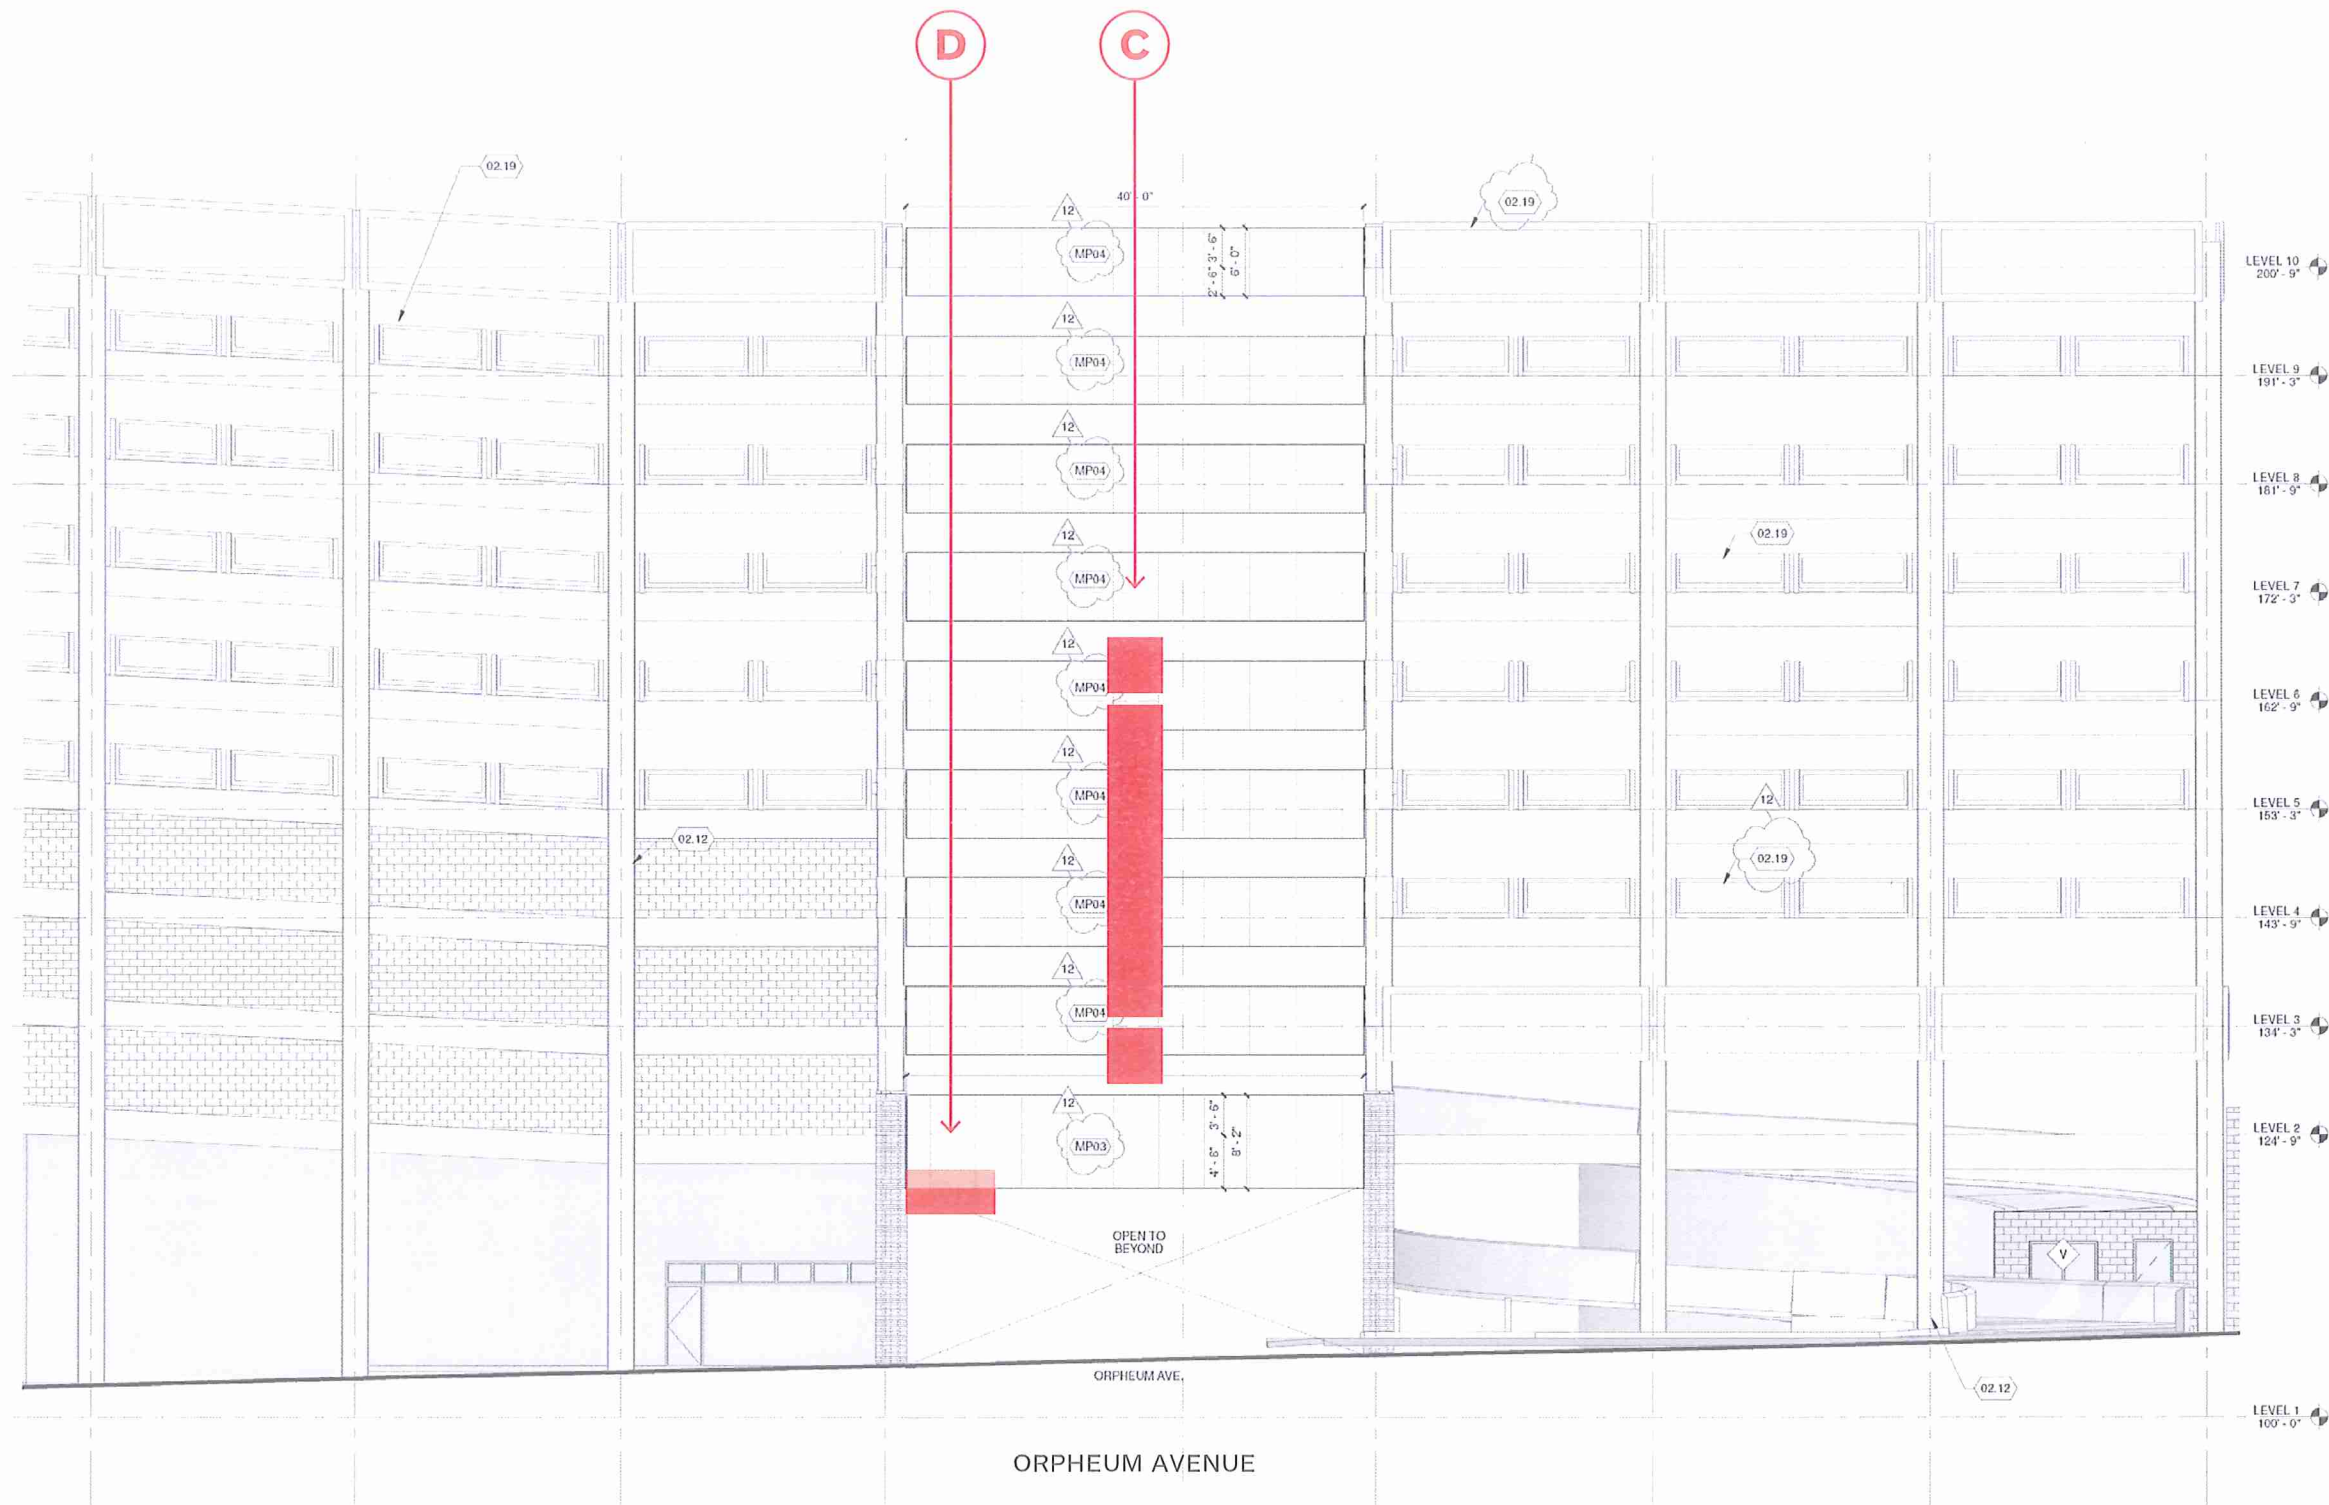 D
C
02.19
40' - 0"
12
MP04
2' - 6"
3' - 6"
6' - 0"
02.19
LEVEL 10
200' - 9"
12
MP04
LEVEL 9
191' - 3"
12
MP04
LEVEL 8
181' - 9"
12
MP04
02.19
LEVEL 7
172' - 3"
12
MP04
LEVEL 6
162' - 9"
12
MP04
12
LEVEL 5
153' - 3"
02.12
12
MP04
02.19
LEVEL 4
143' - 9"
12
MP04
LEVEL 3
134' - 3"
12
MP03
4' - 6"
3' - 6"
8' - 2"
LEVEL 2
124' - 9"
OPEN TO
BEYOND
V
ORPHEUM AVE.
02.12
LEVEL 1
100' - 0"
ORPHEUM AVENUE